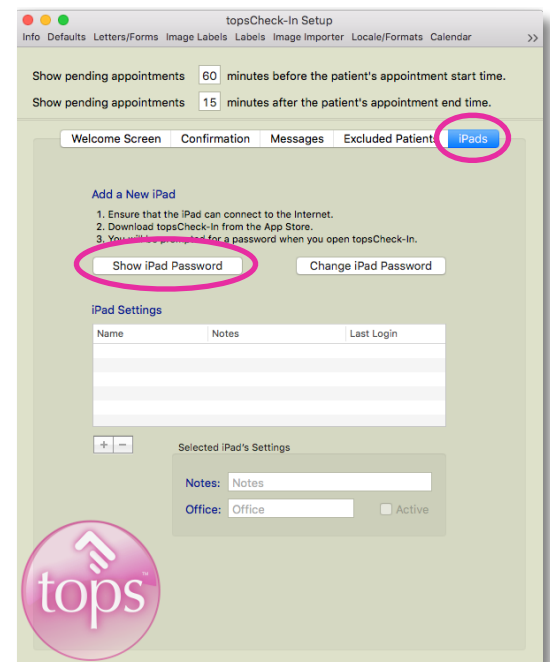 topsCheck-In Setup
Info Defaults Letters/Forms Image Labels Labels Image Importer Locale/Formats Calendar >>
Show pending appointments 60 minutes before the patient's appointment start time.
Show pending appointments 15 minutes after the patient's appointment end time.
Welcome Screen Confirmation Messages Excluded Patients iPads
Add a New iPad
1. Ensure that the iPad can connect to the Internet.
2. Download topsCheck-In from the App Store.
3. You will be prompted for a password when you open topsCheck-In.
Show iPad Password Change iPad Password
iPad Settings
Name Notes Last Login
+ −
Selected iPad's Settings
Notes: Notes
Office: Office Active
tops™